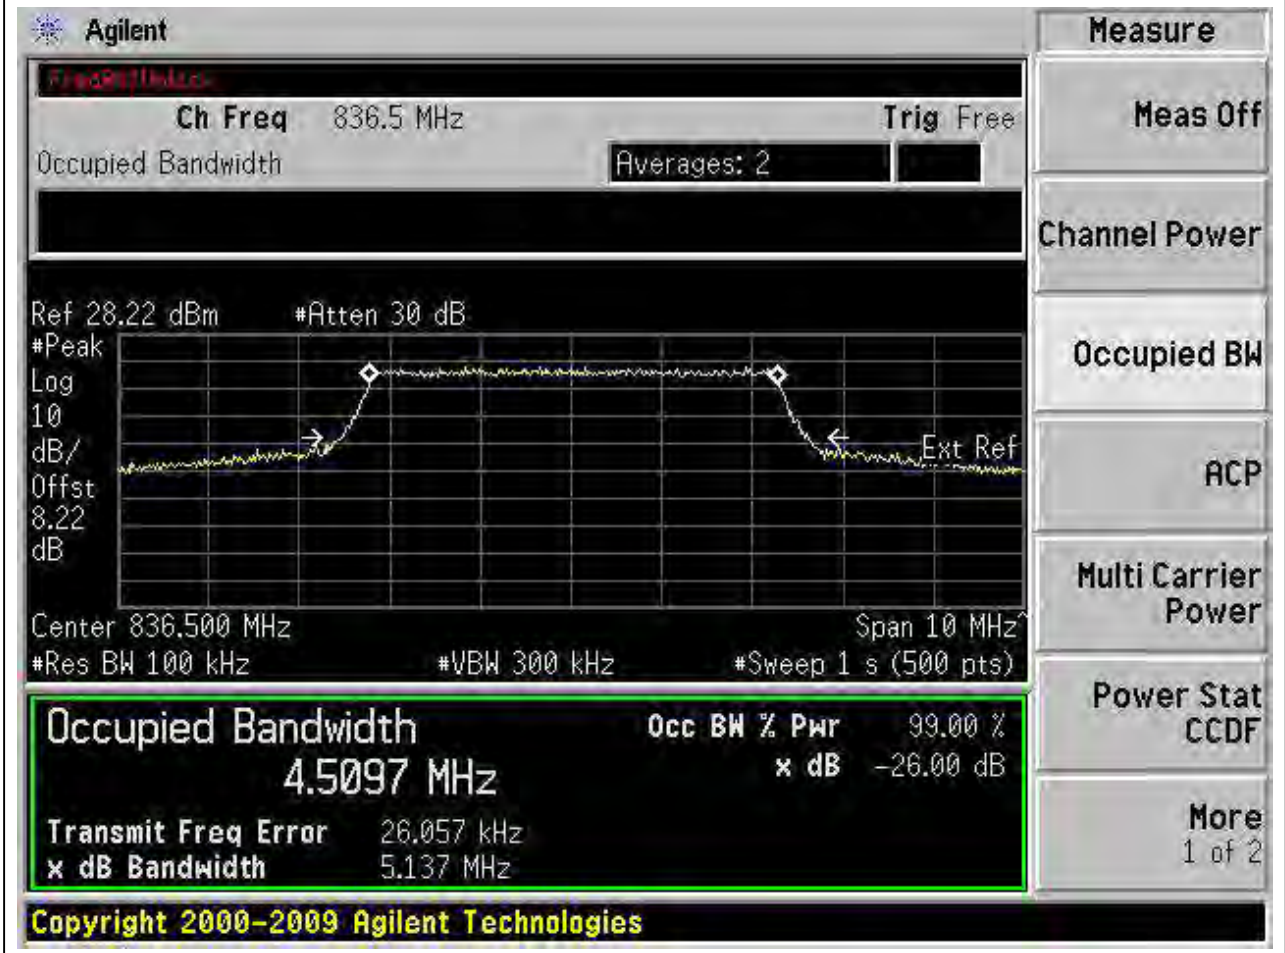 Agilent
Measure
Ch Freq 836.5 MHz Trig Free
Meas Off
Occupied Bandwidth Averages: 2
Channel Power
Ref 28.22 dBm #Atten 30 dB
#Peak
Log
10
dB/
Offst
8.22
dB
Ext Ref
Center 836.500 MHz Span 10 MHz^
#Res BW 100 kHz #VBW 300 kHz #Sweep 1 s (500 pts)
Occupied BW
ACP
Multi Carrier
Power
Power Stat
CCDF
More
1 of 2
Occupied Bandwidth Occ BW % Pwr 99.00 %
4.5097 MHz x dB -26.00 dB
Transmit Freq Error 26.057 kHz
x dB Bandwidth 5.137 MHz
Copyright 2000-2009 Agilent Technologies